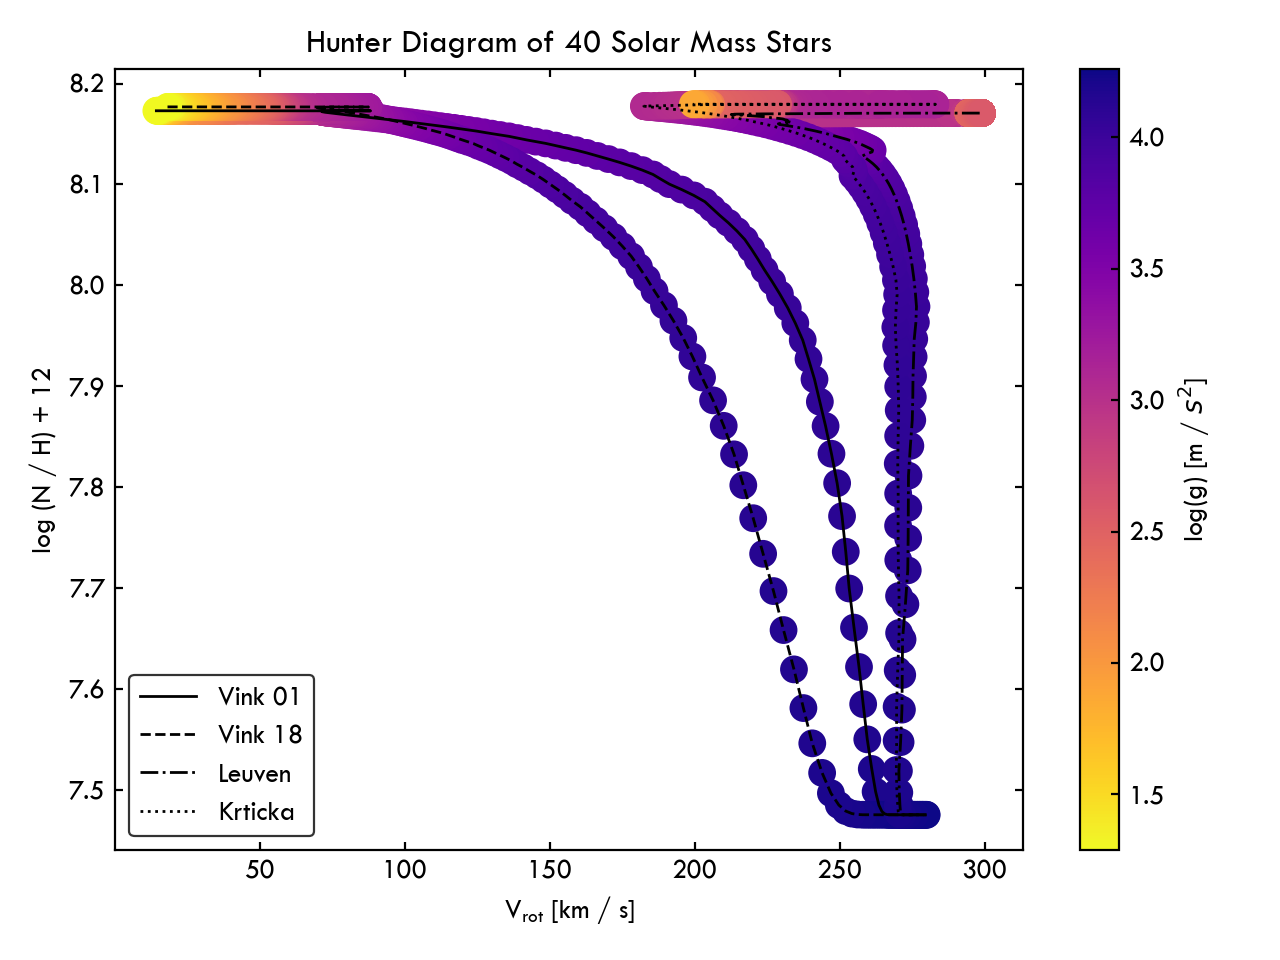 Hunter Diagram of 40 Solar Mass Stars
8.2
8.1
8.0
7.9
7.8
7.7
7.6
7.5
log (N / H) + 12
50
100
150
200
250
300
V_rot [km / s]
Vink 01
Vink 18
Leuven
Krticka
4.0
3.5
3.0
2.5
2.0
1.5
log(g) [m / s²]